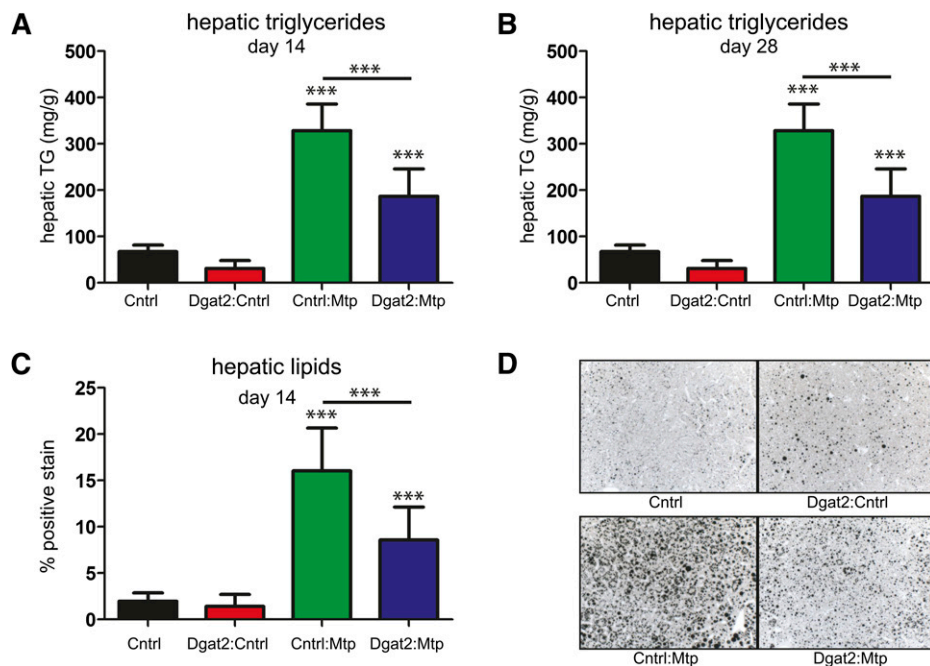 A
hepatic triglycerides
day 14
hepatic TG (mg/g)
500
400
300
200
100
0
***
***
***
Cntrl
Dgat2:Cntrl
Cntrl:Mtp
Dgat2:Mtp
B
hepatic triglycerides
day 28
hepatic TG (mg/g)
500
400
300
200
100
0
***
***
***
Cntrl
Dgat2:Cntrl
Cntrl:Mtp
Dgat2:Mtp
C
hepatic lipids
day 14
% positive stain
25
20
15
10
5
0
***
***
***
Cntrl
Dgat2:Cntrl
Cntrl:Mtp
Dgat2:Mtp
D
Cntrl
Dgat2:Cntrl
Cntrl:Mtp
Dgat2:Mtp